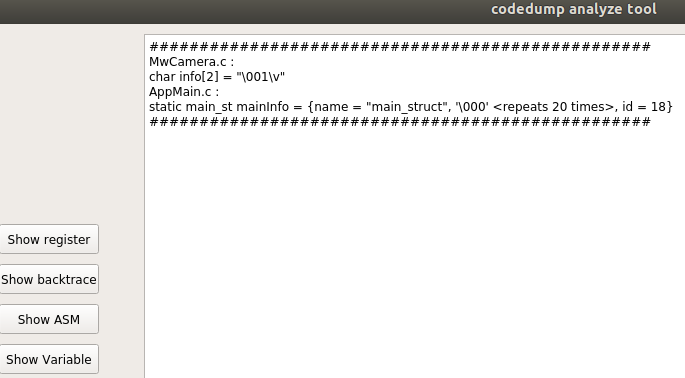 codedump analyze tool
##################################################
MwCamera.c :
char info[2] = "\001\v"
AppMain.c :
static main_st mainInfo = {name = "main_struct", '\000' <repeats 20 times>, id = 18}
##################################################
Show register
Show backtrace
Show ASM
Show Variable